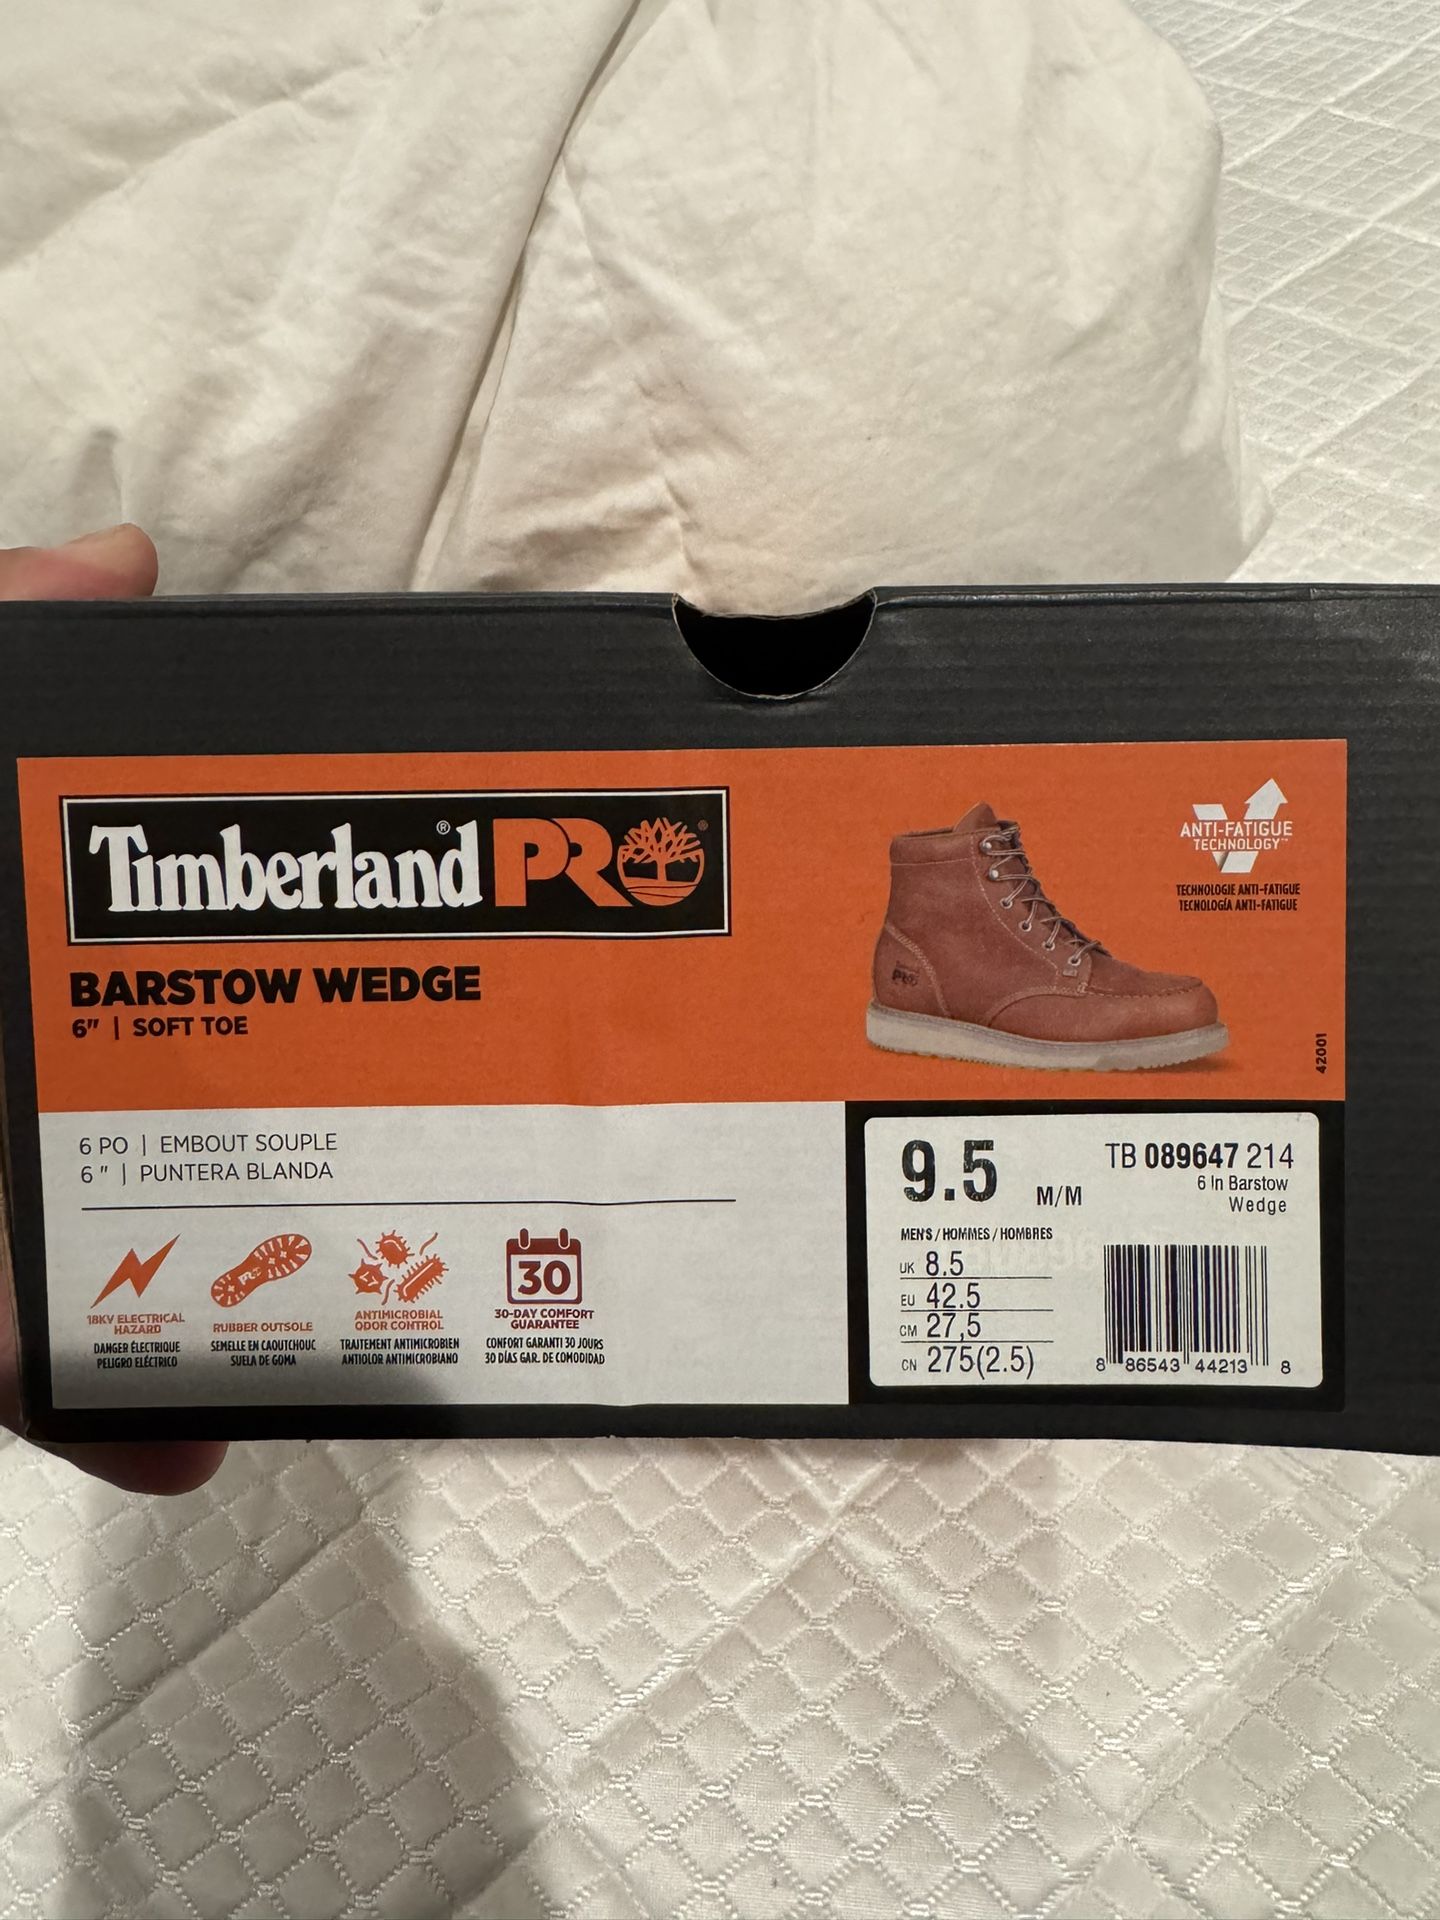 Timberland® PRO®
BARSTOW WEDGE
6" | SOFT TOE
ANTI-FATIGUE
TECHNOLOGY™
TECHNOLOGIE ANTI-FATIGUE
TECNOLOGÍA ANTI-FATIGUE
PRO
42001
6 PO | EMBOUT SOUPLE
6 " | PUNTERA BLANDA
18KV ELECTRICAL
HAZARD
DANGER ÉLECTRIQUE
PELIGRO ELÉCTRICO
RUBBER OUTSOLE
SEMELLE EN CAOUTCHOUC
SUELA DE GOMA
ANTIMICROBIAL
ODOR CONTROL
TRAITEMENT ANTIMICROBIEN
ANTIOLOR ANTIMICROBIANO
30
30-DAY COMFORT
GUARANTEE
CONFORT GARANTI 30 JOURS
30 DÍAS GAR. DE COMODIDAD
9.5 M/M
MEN'S / HOMMES / HOMBRES
UK 8.5
EU 42.5
CM 27,5
CN 275(2.5)
TB 089647 214
6 In Barstow
Wedge
8 86543 44213 8